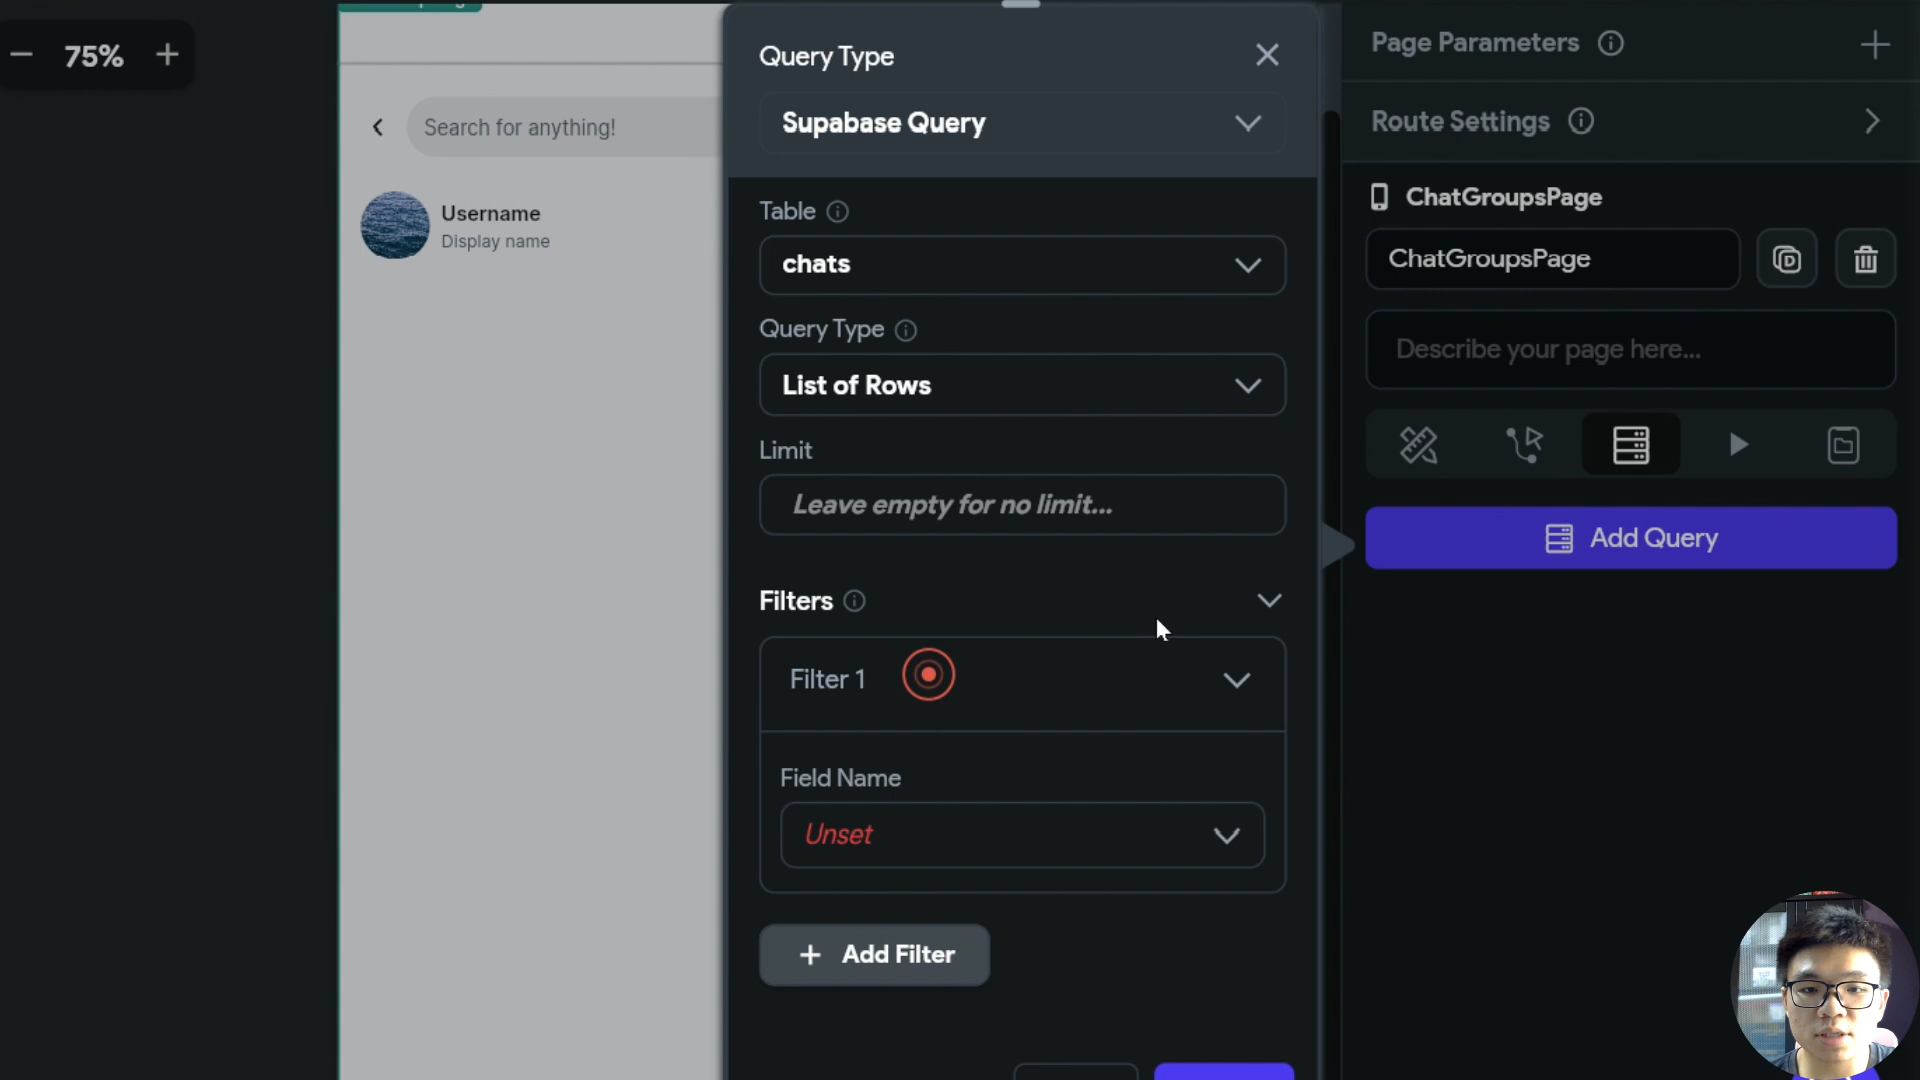 75%
Search for anything!
Username
Display name
Query Type
Supabase Query
Table
chats
Query Type
List of Rows
Limit
Leave empty for no limit...
Filters
Filter 1
Field Name
Unset
+ Add Filter
Page Parameters
Route Settings
ChatGroupsPage
ChatGroupsPage
Describe your page here...
Add Query